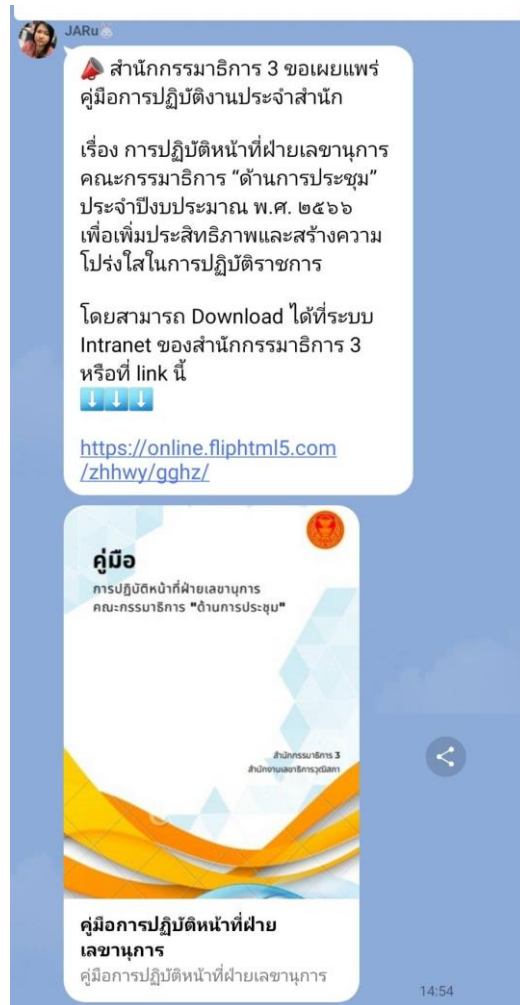 JARu
📣 สำนักกรรมาธิการ 3 ขอเผยแพร่
คู่มือการปฏิบัติงานประจำสำนัก
เรื่อง การปฏิบัติหน้าที่ฝ่ายเลขานุการ
คณะกรรมาธิการ “ด้านการประชุม”
ประจำปีงบประมาณ พ.ศ. ๒๕๖๖
เพื่อเพิ่มประสิทธิภาพและสร้างความ
โปร่งใสในการปฏิบัติราชการ
โดยสามารถ Download ได้ที่ระบบ
Intranet ของสำนักกรรมาธิการ 3
หรือที่ link นี้
⬇️⬇️⬇️
https://online.fliphtml5.com
/zhhwy/gghz/
คู่มือ
การปฏิบัติหน้าที่ฝ่ายเลขานุการ
คณะกรรมาธิการ "ด้านการประชุม"
สำนักกรรมาธิการ 3
สำนักงานเลขาธิการวุฒิสภา
คู่มือการปฏิบัติหน้าที่ฝ่าย
เลขานุการ
คู่มือการปฏิบัติหน้าที่ฝ่ายเลขานุการ
14:54